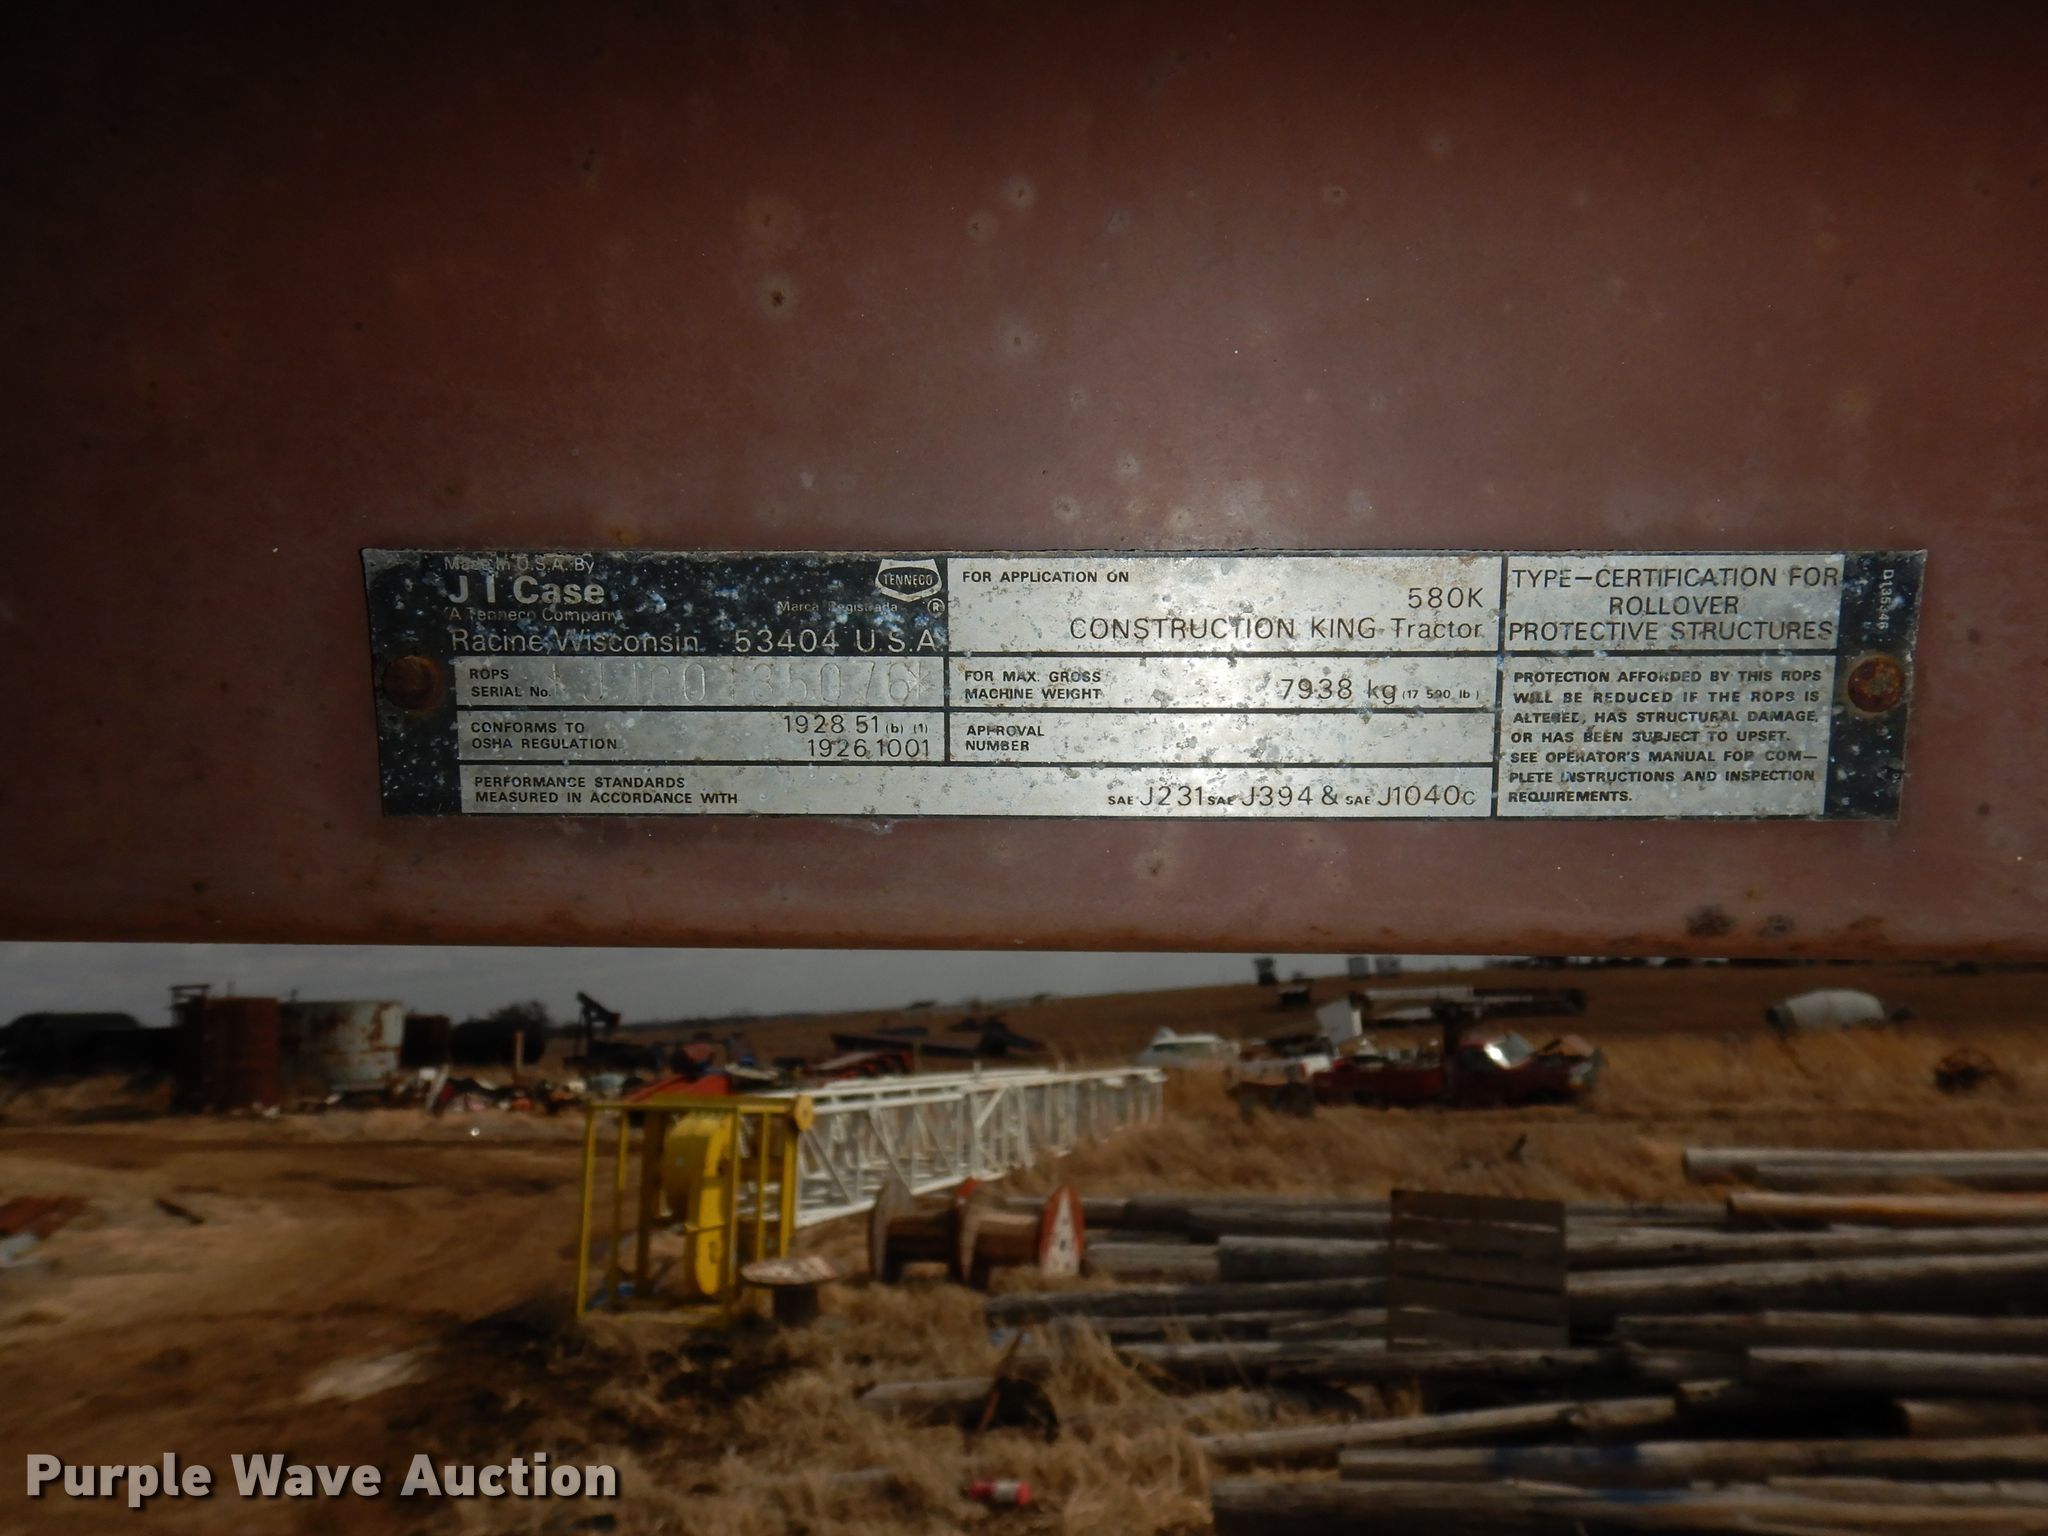 Made in U.S.A. By
J I Case
A Tenneco Company
Racine, Wisconsin 53404 U.S.A.
TENNECO
Marca Registrada ®
ROPS
SERIAL No.
CONFORMS TO
OSHA REGULATION
1928 51 (b) (1)
1926 1001
PERFORMANCE STANDARDS
MEASURED IN ACCORDANCE WITH
SAE J231 SAE J394 & SAE J1040c
FOR APPLICATION ON
580K
CONSTRUCTION KING Tractor
FOR MAX. GROSS
MACHINE WEIGHT
7938 kg (17 500 lb)
APPROVAL
NUMBER
TYPE-CERTIFICATION FOR
ROLLOVER
PROTECTIVE STRUCTURES
PROTECTION AFFORDED BY THIS ROPS
WILL BE REDUCED IF THE ROPS IS
ALTERED, HAS STRUCTURAL DAMAGE,
OR HAS BEEN SUBJECT TO UPSET.
SEE OPERATOR'S MANUAL FOR COM-
PLETE INSTRUCTIONS AND INSPECTION
REQUIREMENTS.
Purple Wave Auction